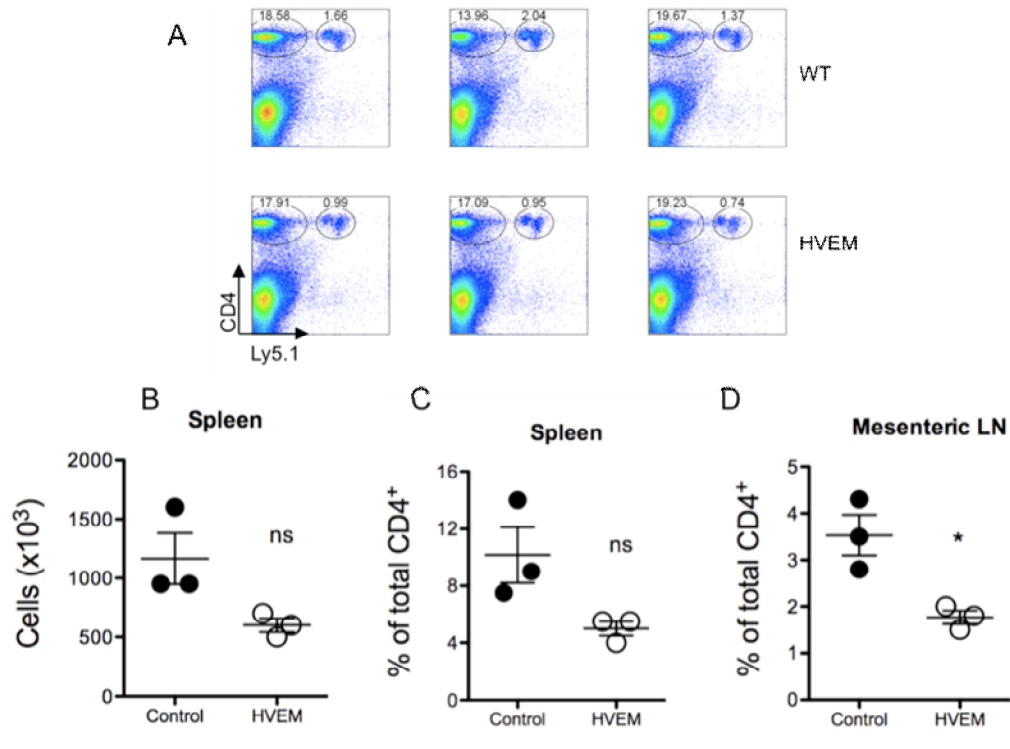 A
18.58 1.66
13.96 2.04
19.67 1.37
WT
17.91 0.99
17.09 0.95
19.23 0.74
HVEM
CD4
Ly5.1
B
Spleen
Cells (x10³)
2000
1500
1000
500
0
ns
Control HVEM
C
Spleen
% of total CD4⁺
16
12
8
4
0
ns
Control HVEM
D
Mesenteric LN
% of total CD4⁺
5
4
3
2
1
0
*
Control HVEM